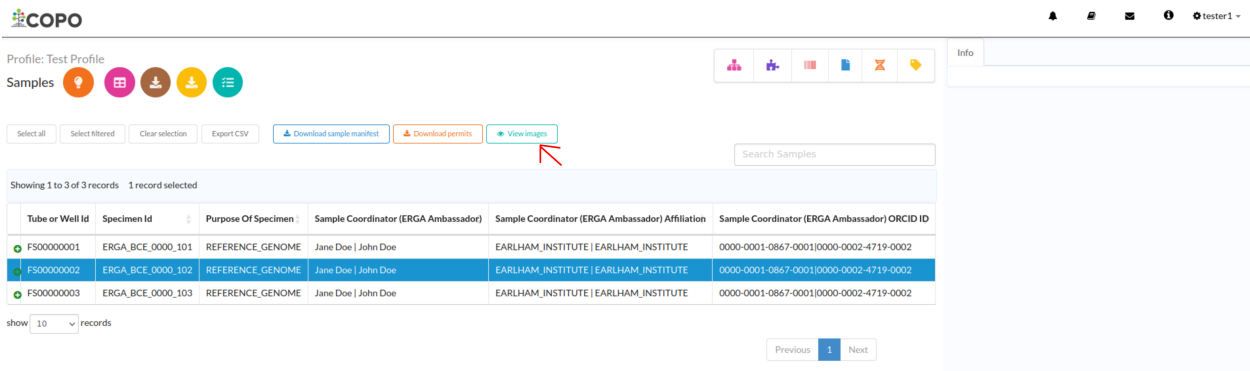 COPO
tester1
Profile: Test Profile
Info
Samples
Select all Select filtered Clear selection Export CSV Download sample manifest Download permits View images
Search Samples
Showing 1 to 3 of 3 records 1 record selected
Tube or Well Id Specimen Id Purpose Of Specimen Sample Coordinator (ERGA Ambassador) Sample Coordinator (ERGA Ambassador) Affiliation Sample Coordinator (ERGA Ambassador) ORCID ID
FS00000001 ERGA_BCE_0000_101 REFERENCE_GENOME Jane Doe | John Doe EARLHAM_INSTITUTE | EARLHAM_INSTITUTE 0000-0001-0867-0001|0000-0002-4719-0002
FS00000002 ERGA_BCE_0000_102 REFERENCE_GENOME Jane Doe | John Doe EARLHAM_INSTITUTE | EARLHAM_INSTITUTE 0000-0001-0867-0001|0000-0002-4719-0002
FS00000003 ERGA_BCE_0000_103 REFERENCE_GENOME Jane Doe | John Doe EARLHAM_INSTITUTE | EARLHAM_INSTITUTE 0000-0001-0867-0001|0000-0002-4719-0002
show 10 records
Previous 1 Next